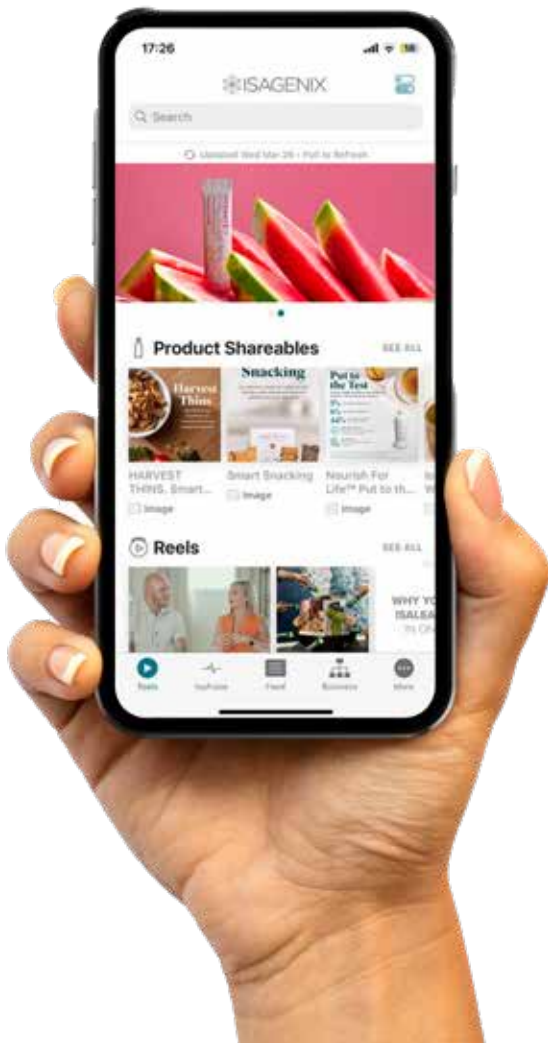 17:26
58
ISAGENIX
Search
Updated Wed Mar 26 • Pull to Refresh
Product Shareables
SEE ALL
Harvest
Thins
Snacking
Put to
the Test
HARVEST
THINS. Smart...
Smart Snacking
Nourish For
Life™ Put to th...
Image
Image
Image
Reels
SEE ALL
WHY YO
ISALEA
Reels
Feed
Business
More